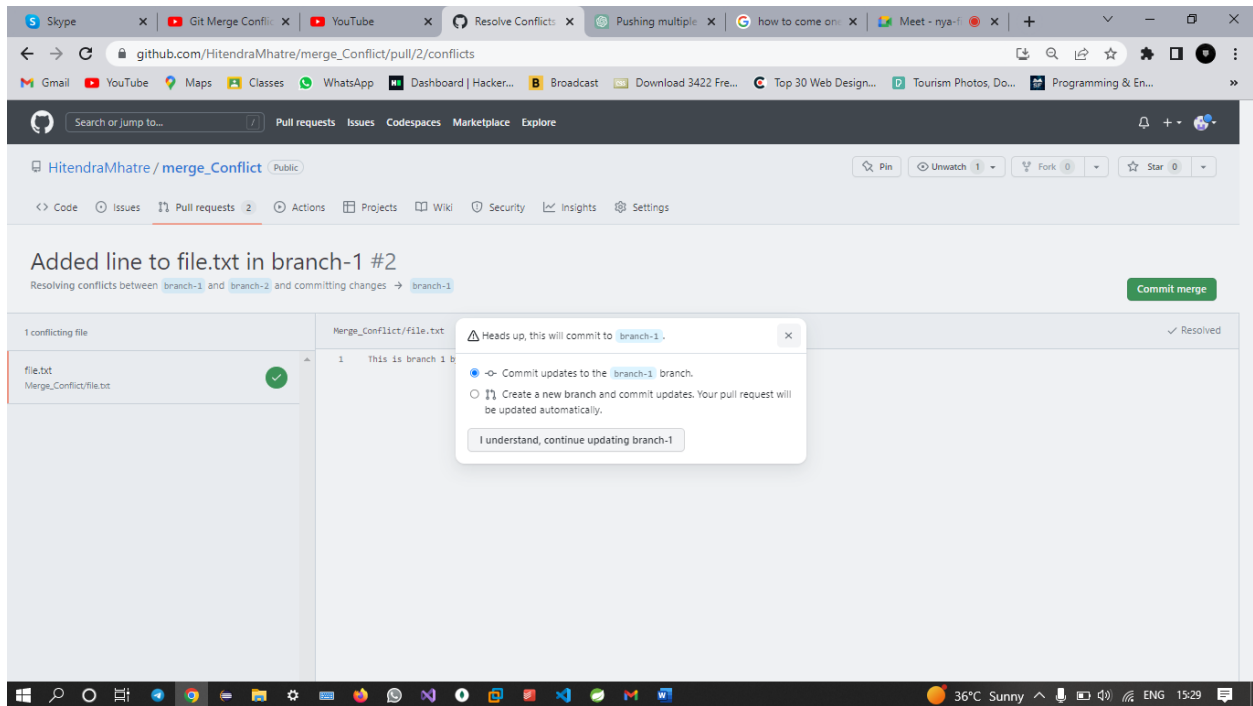 Skype
Git Merge Conflic
YouTube
Resolve Conflicts
Pushing multiple
how to come one
Meet - nya-f
github.com/HitendraMhatre/merge_Conflict/pull/2/conflicts
Gmail YouTube Maps Classes WhatsApp Dashboard | Hacker... Broadcast Download 3422 Fre... Top 30 Web Design... Tourism Photos, Do... Programming & En... »
Search or jump to... / Pull requests Issues Codespaces Marketplace Explore
HitendraMhatre / merge_Conflict Public Pin Unwatch 1 Fork 0 Star 0
<> Code Issues Pull requests 2 Actions Projects Wiki Security Insights Settings
Added line to file.txt in branch-1 #2
Resolving conflicts between branch-1 and branch-2 and committing changes → branch-1
Commit merge
1 conflicting file
Merge_Conflict/file.txt
Resolved
file.txt
Merge_Conflict/file.txt
1 This is branch 1 b
Heads up, this will commit to branch-1.
Commit updates to the branch-1 branch.
Create a new branch and commit updates. Your pull request will
be updated automatically.
I understand, continue updating branch-1
36°C Sunny ENG 15:29